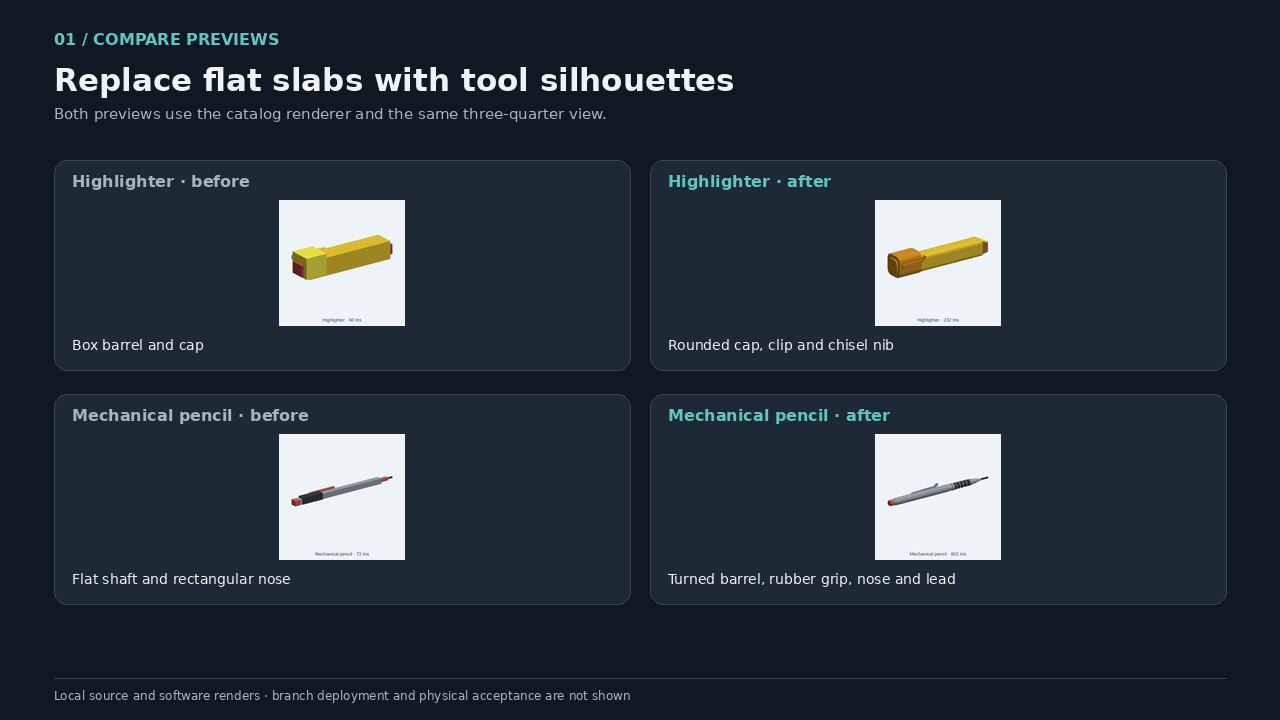 01 / COMPARE PREVIEWS
Replace flat slabs with tool silhouettes
Both previews use the catalog renderer and the same three-quarter view.
Highlighter · before
Highlighter · 60 tris
Box barrel and cap
Highlighter · after
Highlighter · 232 tris
Rounded cap, clip and chisel nib
Mechanical pencil · before
Mechanical pencil · 72 tris
Flat shaft and rectangular nose
Mechanical pencil · after
Mechanical pencil · 802 tris
Turned barrel, rubber grip, nose and lead
Local source and software renders · branch deployment and physical acceptance are not shown